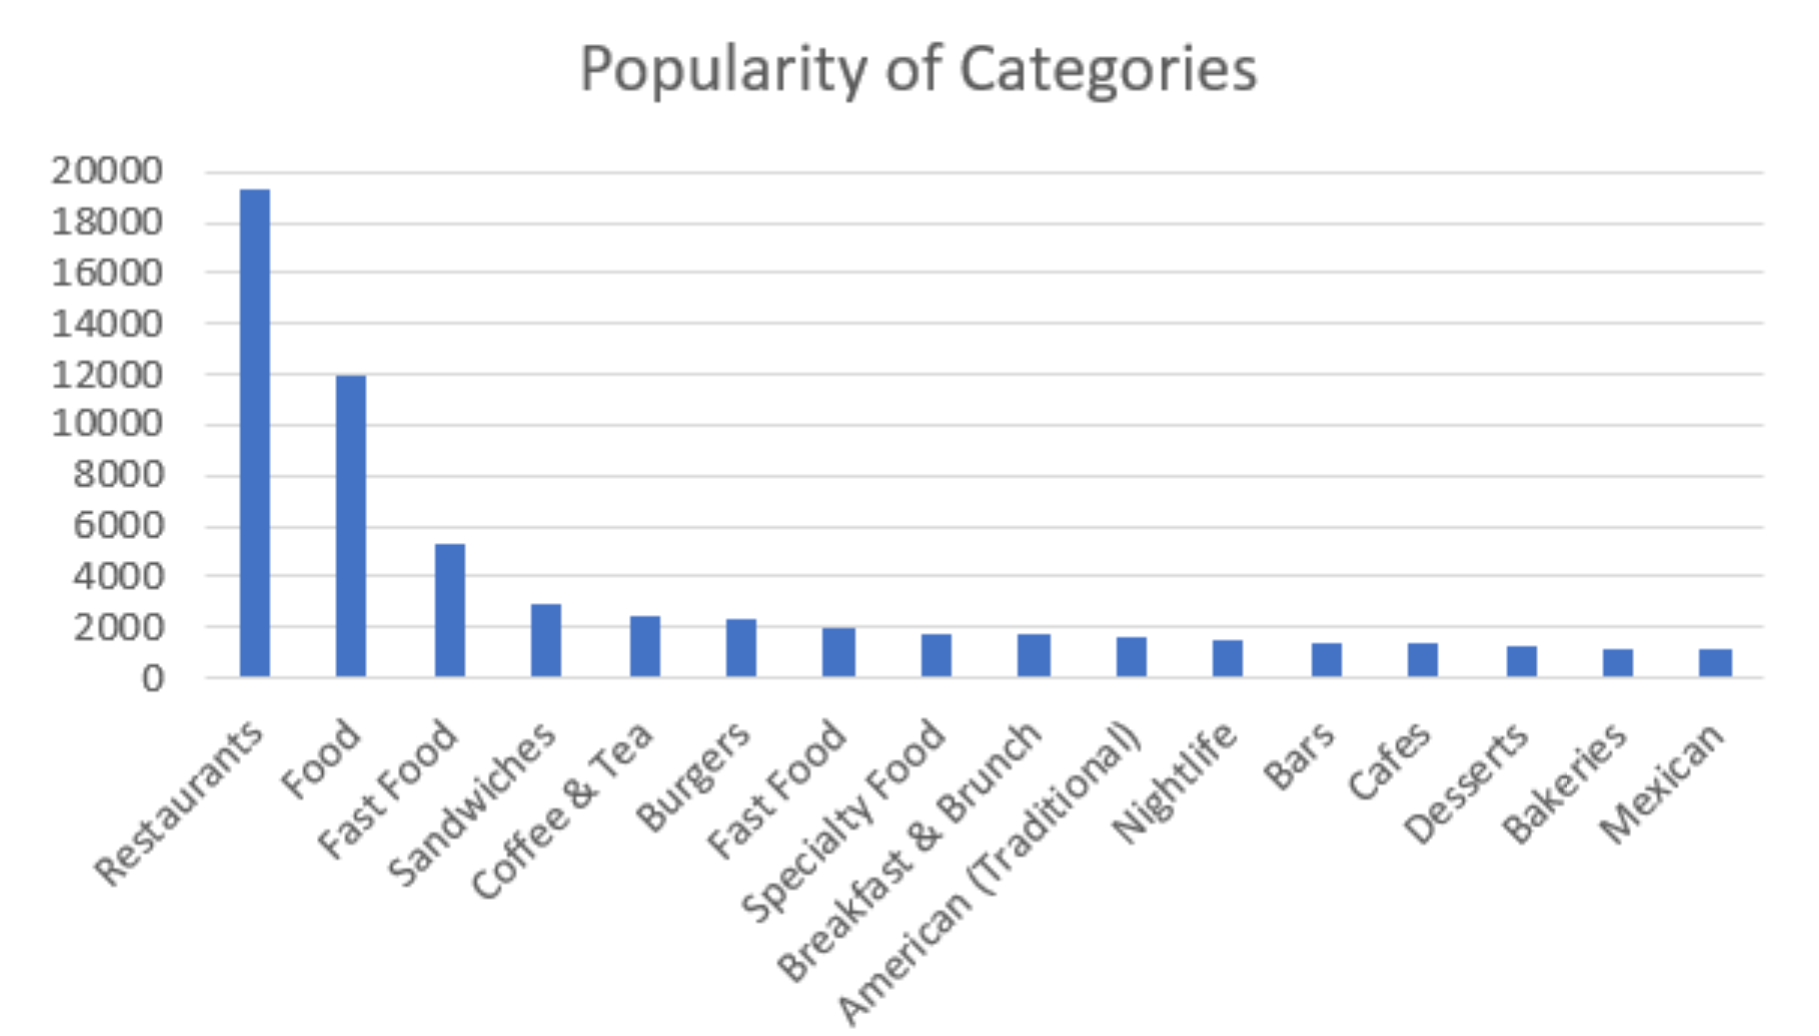 Popularity of Categories
20000
18000
16000
14000
12000
10000
8000
6000
4000
2000
0
Restaurants
Food
Fast Food
Sandwiches
Coffee & Tea
Burgers
Fast Food
Specialty Food
Breakfast & Brunch
American (Traditional)
Nightlife
Bars
Cafes
Desserts
Bakeries
Mexican